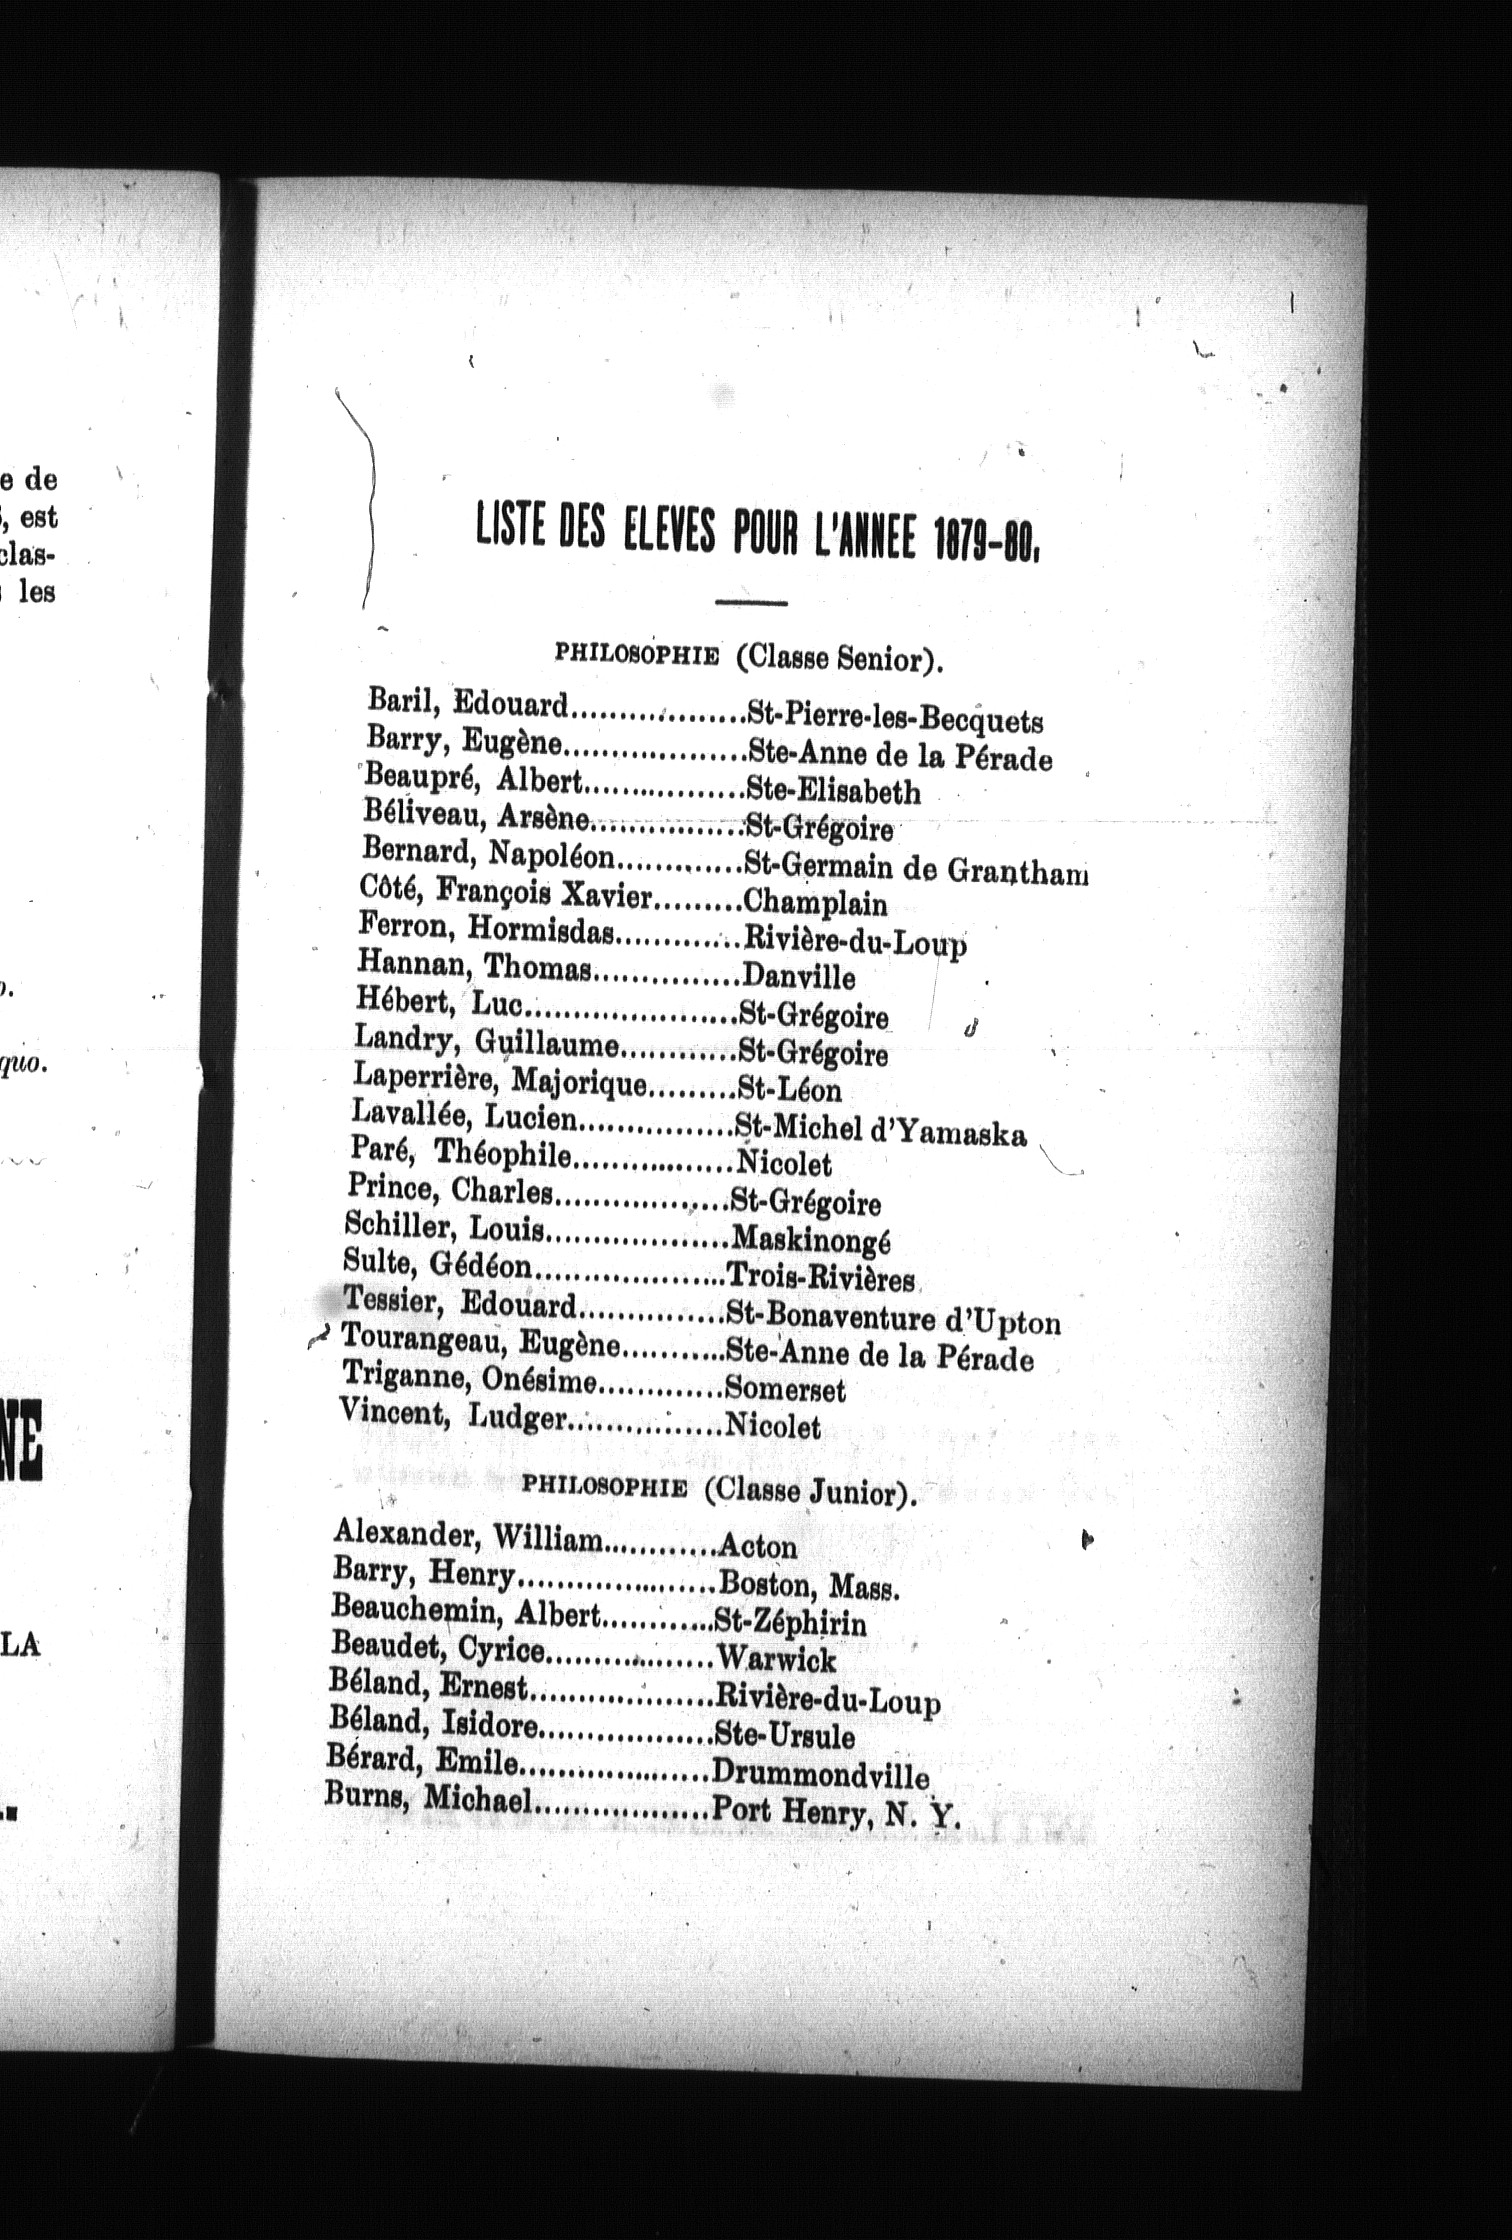 e de
, est
clas-
les
quo.
NE
LA
LISTE DES ELEVES POUR L'ANNEE 1879-80.
PHILOSOPHIE (Classe Senior).
Baril, Edouard..................St-Pierre-les-Becquets
Barry, Eugène...................Ste-Anne de la Pérade
Beaupré, Albert.................Ste-Elisabeth
Béliveau, Arsène................St-Grégoire
Bernard, Napoléon.............St-Germain de Grantham
Côté, François Xavier.........Champlain
Ferron, Hormisdas.............Rivière-du-Loup
Hannan, Thomas...............Danville
Hébert, Luc......................St-Grégoire
Landry, Guillaume............St-Grégoire
Laperrière, Majorique.........St-Léon
Lavallée, Lucien................St-Michel d'Yamaska
Paré, Théophile.................Nicolet
Prince, Charles..................St-Grégoire
Schiller, Louis...................Maskinongé
Sulte, Gédéon....................Trois-Rivières
Tessier, Edouard...............St-Bonaventure d'Upton
Tourangeau, Eugène...........Ste-Anne de la Pérade
Triganne, Onésime.............Somerset
Vincent, Ludger................Nicolet
PHILOSOPHIE (Classe Junior).
Alexander, William............Acton
Barry, Henry....................Boston, Mass.
Beauchemin, Albert...........St-Zéphirin
Beaudet, Cyrice.................Warwick
Béland, Ernest...................Rivière-du-Loup
Béland, Isidore..................Ste-Ursule
Bérard, Emile....................Drummondville
Burns, Michael..................Port Henry, N. Y.